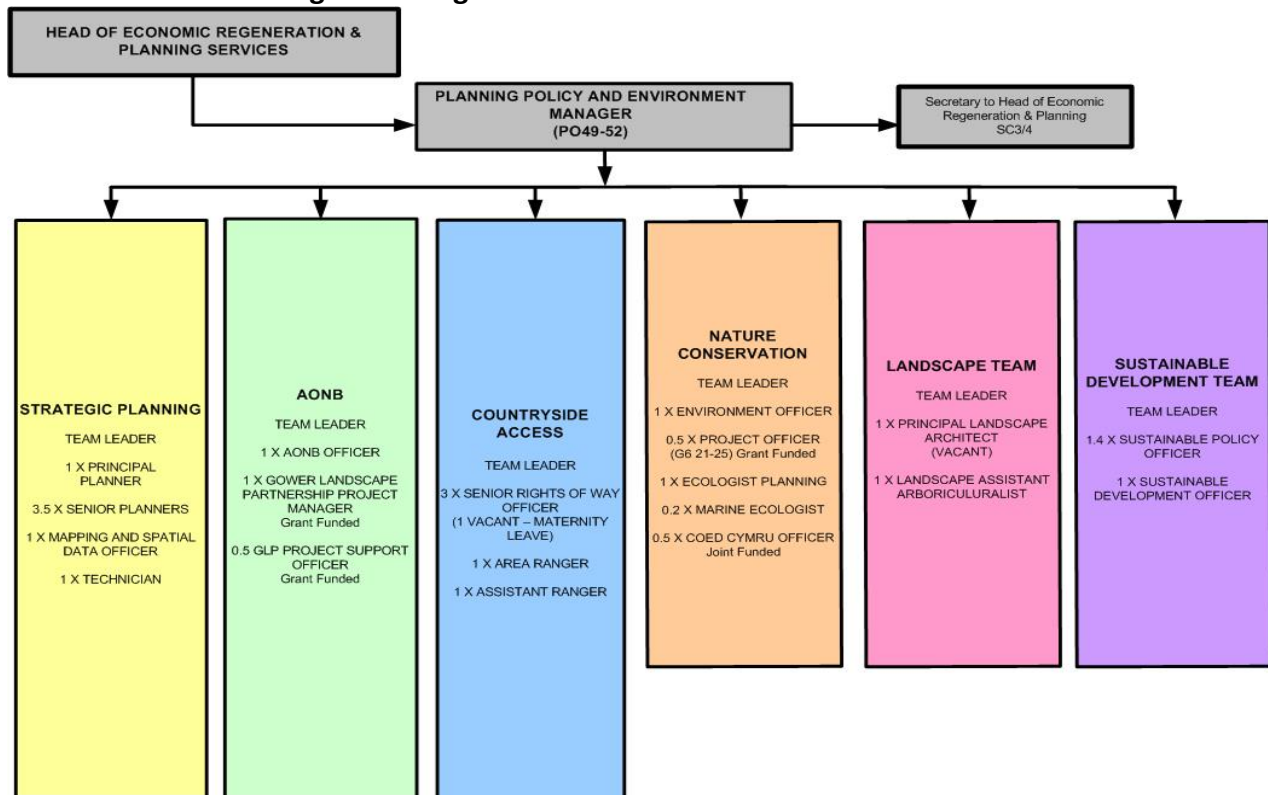 HEAD OF ECONOMIC REGENERATION &
PLANNING SERVICES
PLANNING POLICY AND ENVIRONMENT
MANAGER
(PO49-52)
Secretary to Head of Economic
Regeneration & Planning
SC3/4
STRATEGIC PLANNING
TEAM LEADER
1 X PRINCIPAL
PLANNER
3.5 X SENIOR PLANNERS
1 X MAPPING AND SPATIAL
DATA OFFICER
1 X TECHNICIAN
AONB
TEAM LEADER
1 X AONB OFFICER
1 X GOWER LANDSCAPE
PARTNERSHIP PROJECT
MANAGER
Grant Funded
0.5 GLP PROJECT SUPPORT
OFFICER
Grant Funded
COUNTRYSIDE
ACCESS
TEAM LEADER
3 X SENIOR RIGHTS OF WAY
OFFICER
(1 VACANT – MATERNITY
LEAVE)
1 X AREA RANGER
1 X ASSISTANT RANGER
NATURE
CONSERVATION
TEAM LEADER
1 X ENVIRONMENT OFFICER
0.5 X PROJECT OFFICER
(G6 21-25) Grant Funded
1 X ECOLOGIST PLANNING
0.2 X MARINE ECOLOGIST
0.5 X COED CYMRU OFFICER
Joint Funded
LANDSCAPE TEAM
TEAM LEADER
1 X PRINCIPAL LANDSCAPE
ARCHITECT
(VACANT)
1 X LANDSCAPE ASSISTANT
ARBORICULURALIST
SUSTAINABLE
DEVELOPMENT TEAM
TEAM LEADER
1.4 X SUSTAINABLE POLICY
OFFICER
1 X SUSTAINABLE
DEVELOPMENT OFFICER